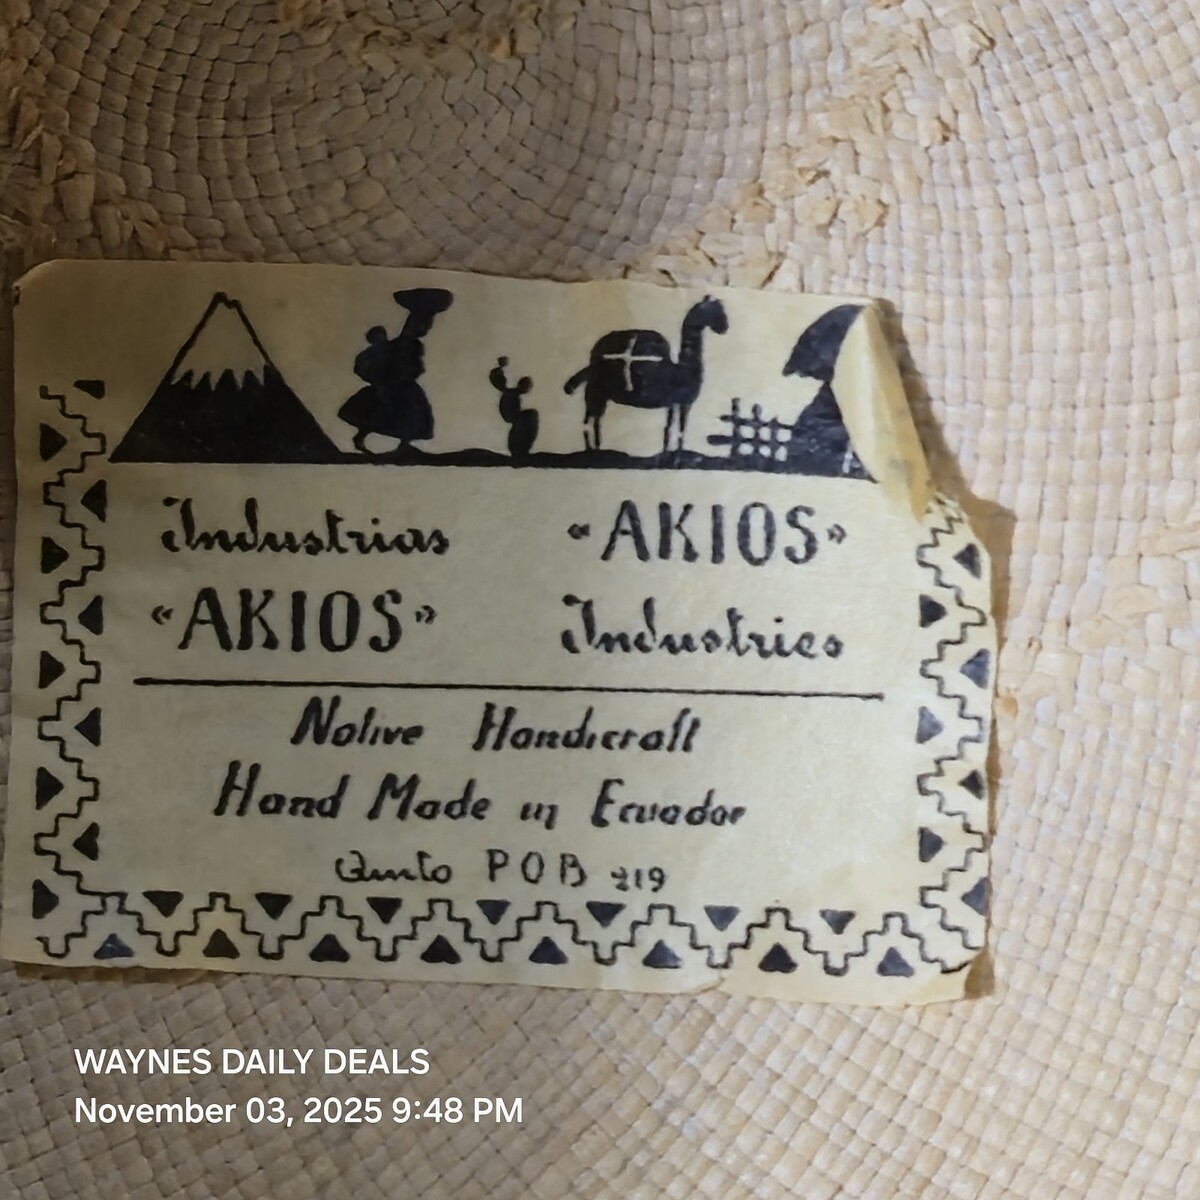 Industrias «AKIOS»
«AKIOS» Industries
Native Handicraft
Hand Made in Ecuador
Quito P O B 219
WAYNES DAILY DEALS
November 03, 2025 9:48 PM